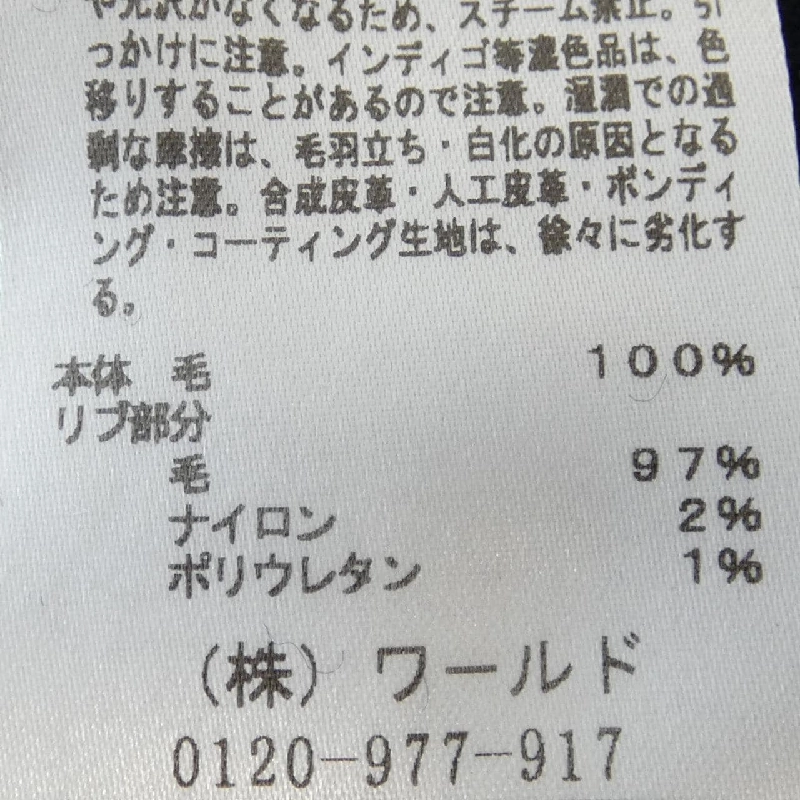 や光沢がなくなるため、スチーム禁止。引
っかけに注意。インディゴ等濃色品は、色
移りすることがあるので注意。湿潤での過
剰な摩擦は、毛羽立ち・白化の原因となる
ため注意。合成皮革・人工皮革・ボンディ
ング・コーティング生地は、徐々に劣化す
る。
本体 毛 100%
リブ部分
毛 97%
ナイロン 2%
ポリウレタン 1%
(株) ワールド
0120-977-917